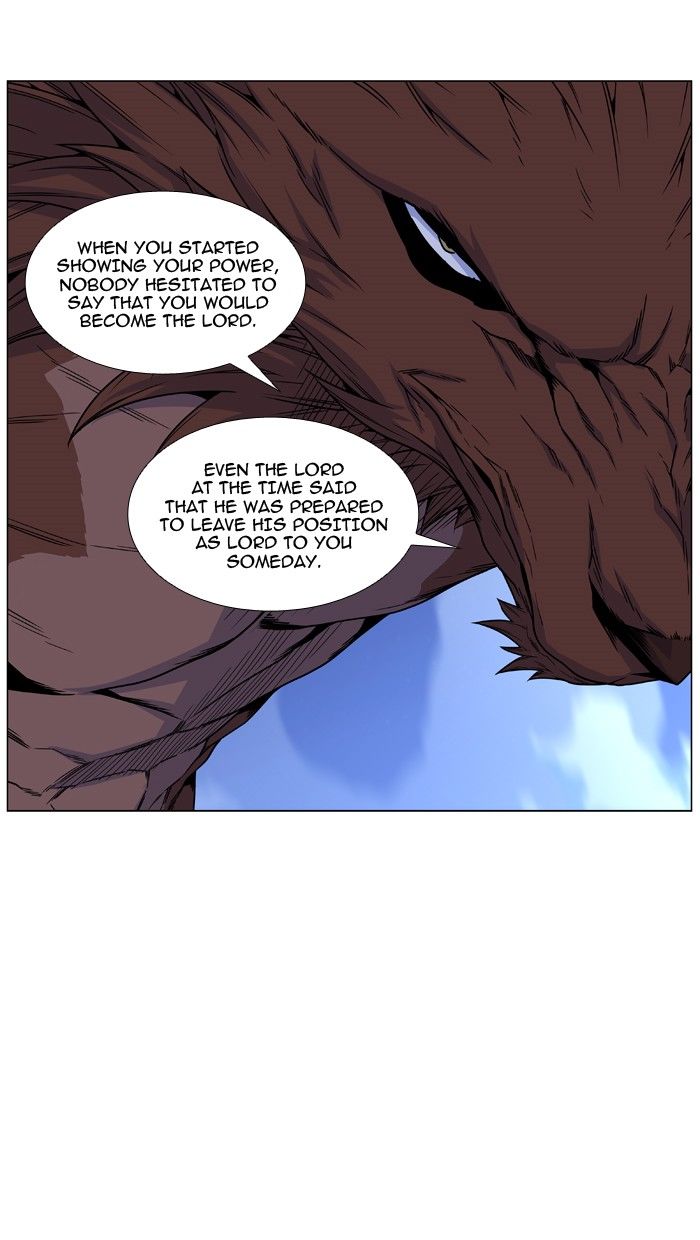 WHEN YOU STARTED
SHOWING YOUR POWER,
NOBODY HESITATED TO
SAY THAT YOU WOULD
BECOME THE LORD.
EVEN THE LORD
AT THE TIME SAID
THAT HE WAS PREPARED
TO LEAVE HIS POSITION
AS LORD TO YOU
SOMEDAY.